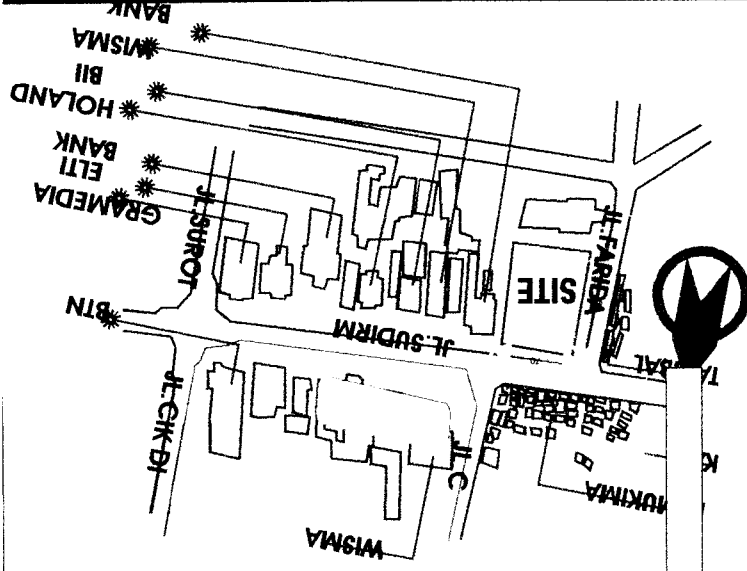 BANK
WISMA
BII
HOLAND
BANK
ELTI
GRAMEDIA
BTN
JL.SUROT
JL.FARIDA
SITE
JL.SUDIRM
JL.CIK DI
JL C
WISMA